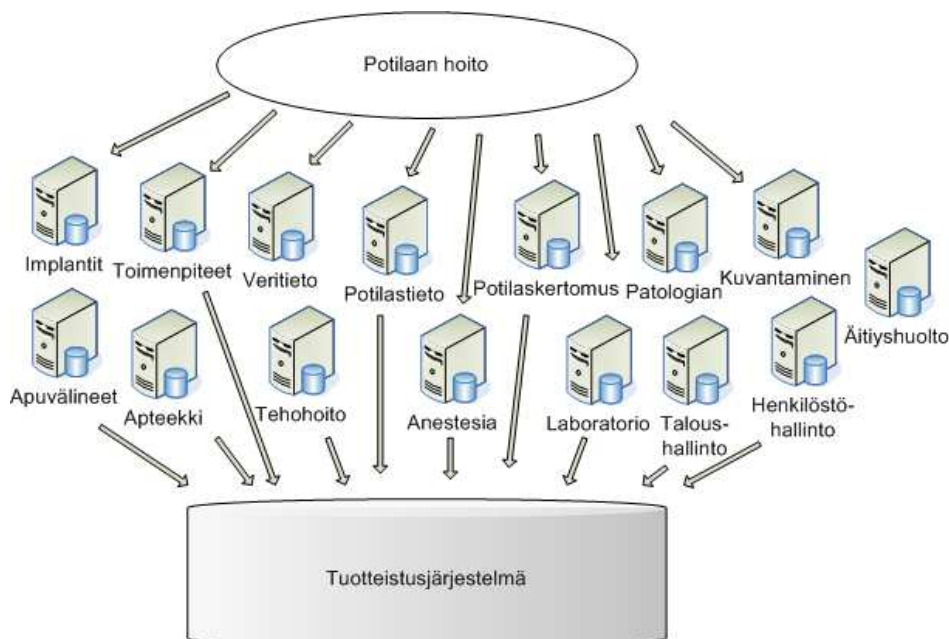 Potilaan hoito
Implantit
Toimenpiteet
Veritieto
Potilastieto
Potilaskertomus
Patologian
Kuvantaminen
Äitiyshuolto
Apuvälineet
Apteekki
Tehohoito
Anestesia
Laboratorio
Talous-
hallinto
Henkilöstö-
hallinto
Tuotteistusjärjestelmä